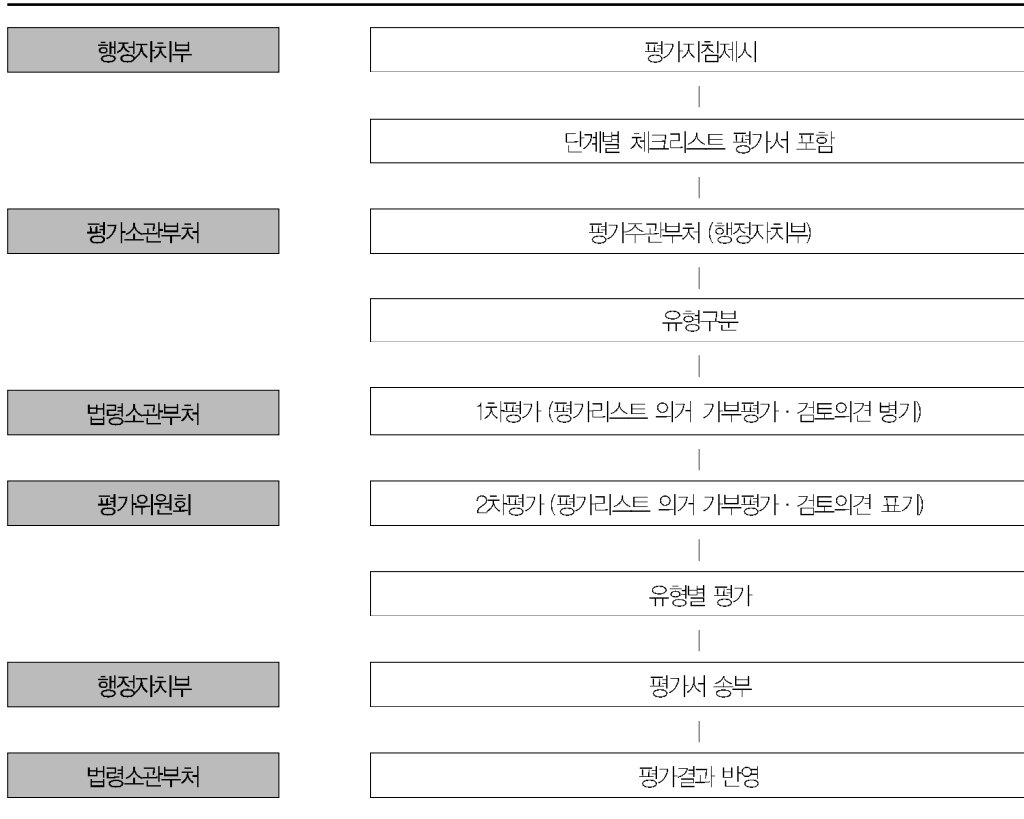 행정자치부
평가지침제시
단계별 체크리스트 평가서 포함
평가소관부처
평가주관부처 (행정자치부)
유형구분
법령소관부처
1차평가 (평가리스트 의거 가부평가 · 검토의견 병기)
평가위원회
2차평가 (평가리스트 의거 가부평가 · 검토의견 표기)
유형별 평가
행정자치부
평가서 송부
법령소관부처
평가결과 반영